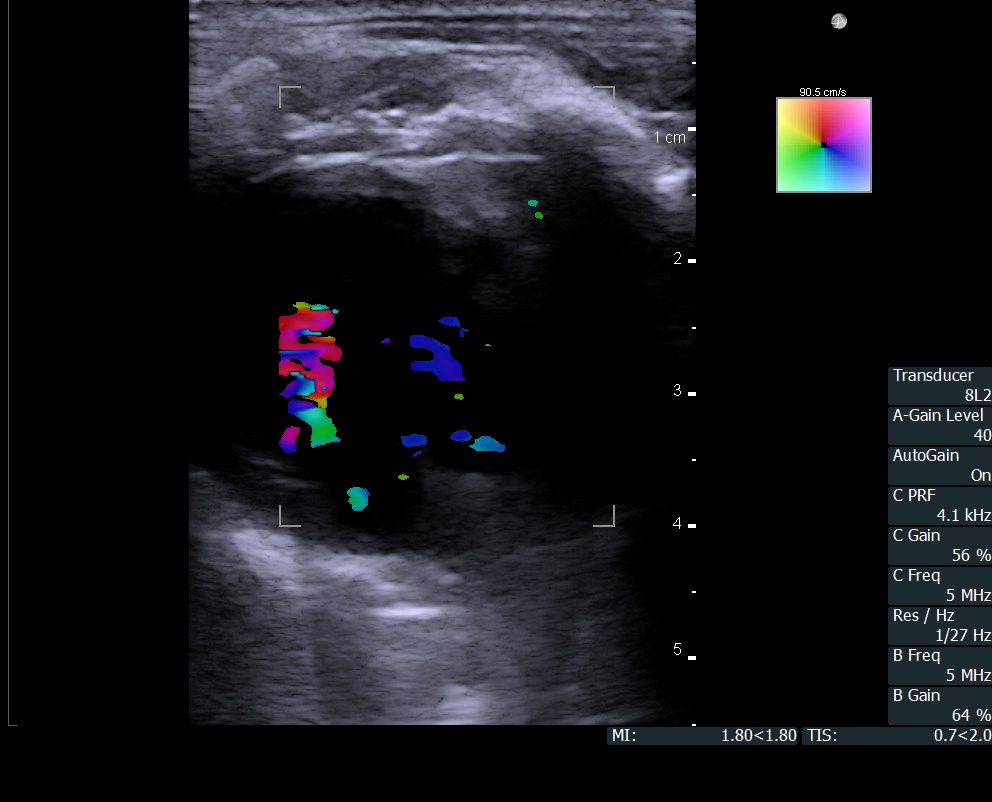 90.5 cm/s
1 cm
2
3
4
5
Transducer
8L2
A-Gain Level
40
AutoGain
On
C PRF
4.1 kHz
C Gain
56 %
C Freq
5 MHz
Res / Hz
1/27 Hz
B Freq
5 MHz
B Gain
64 %
MI: 1.80<1.80 TIS: 0.7<2.0